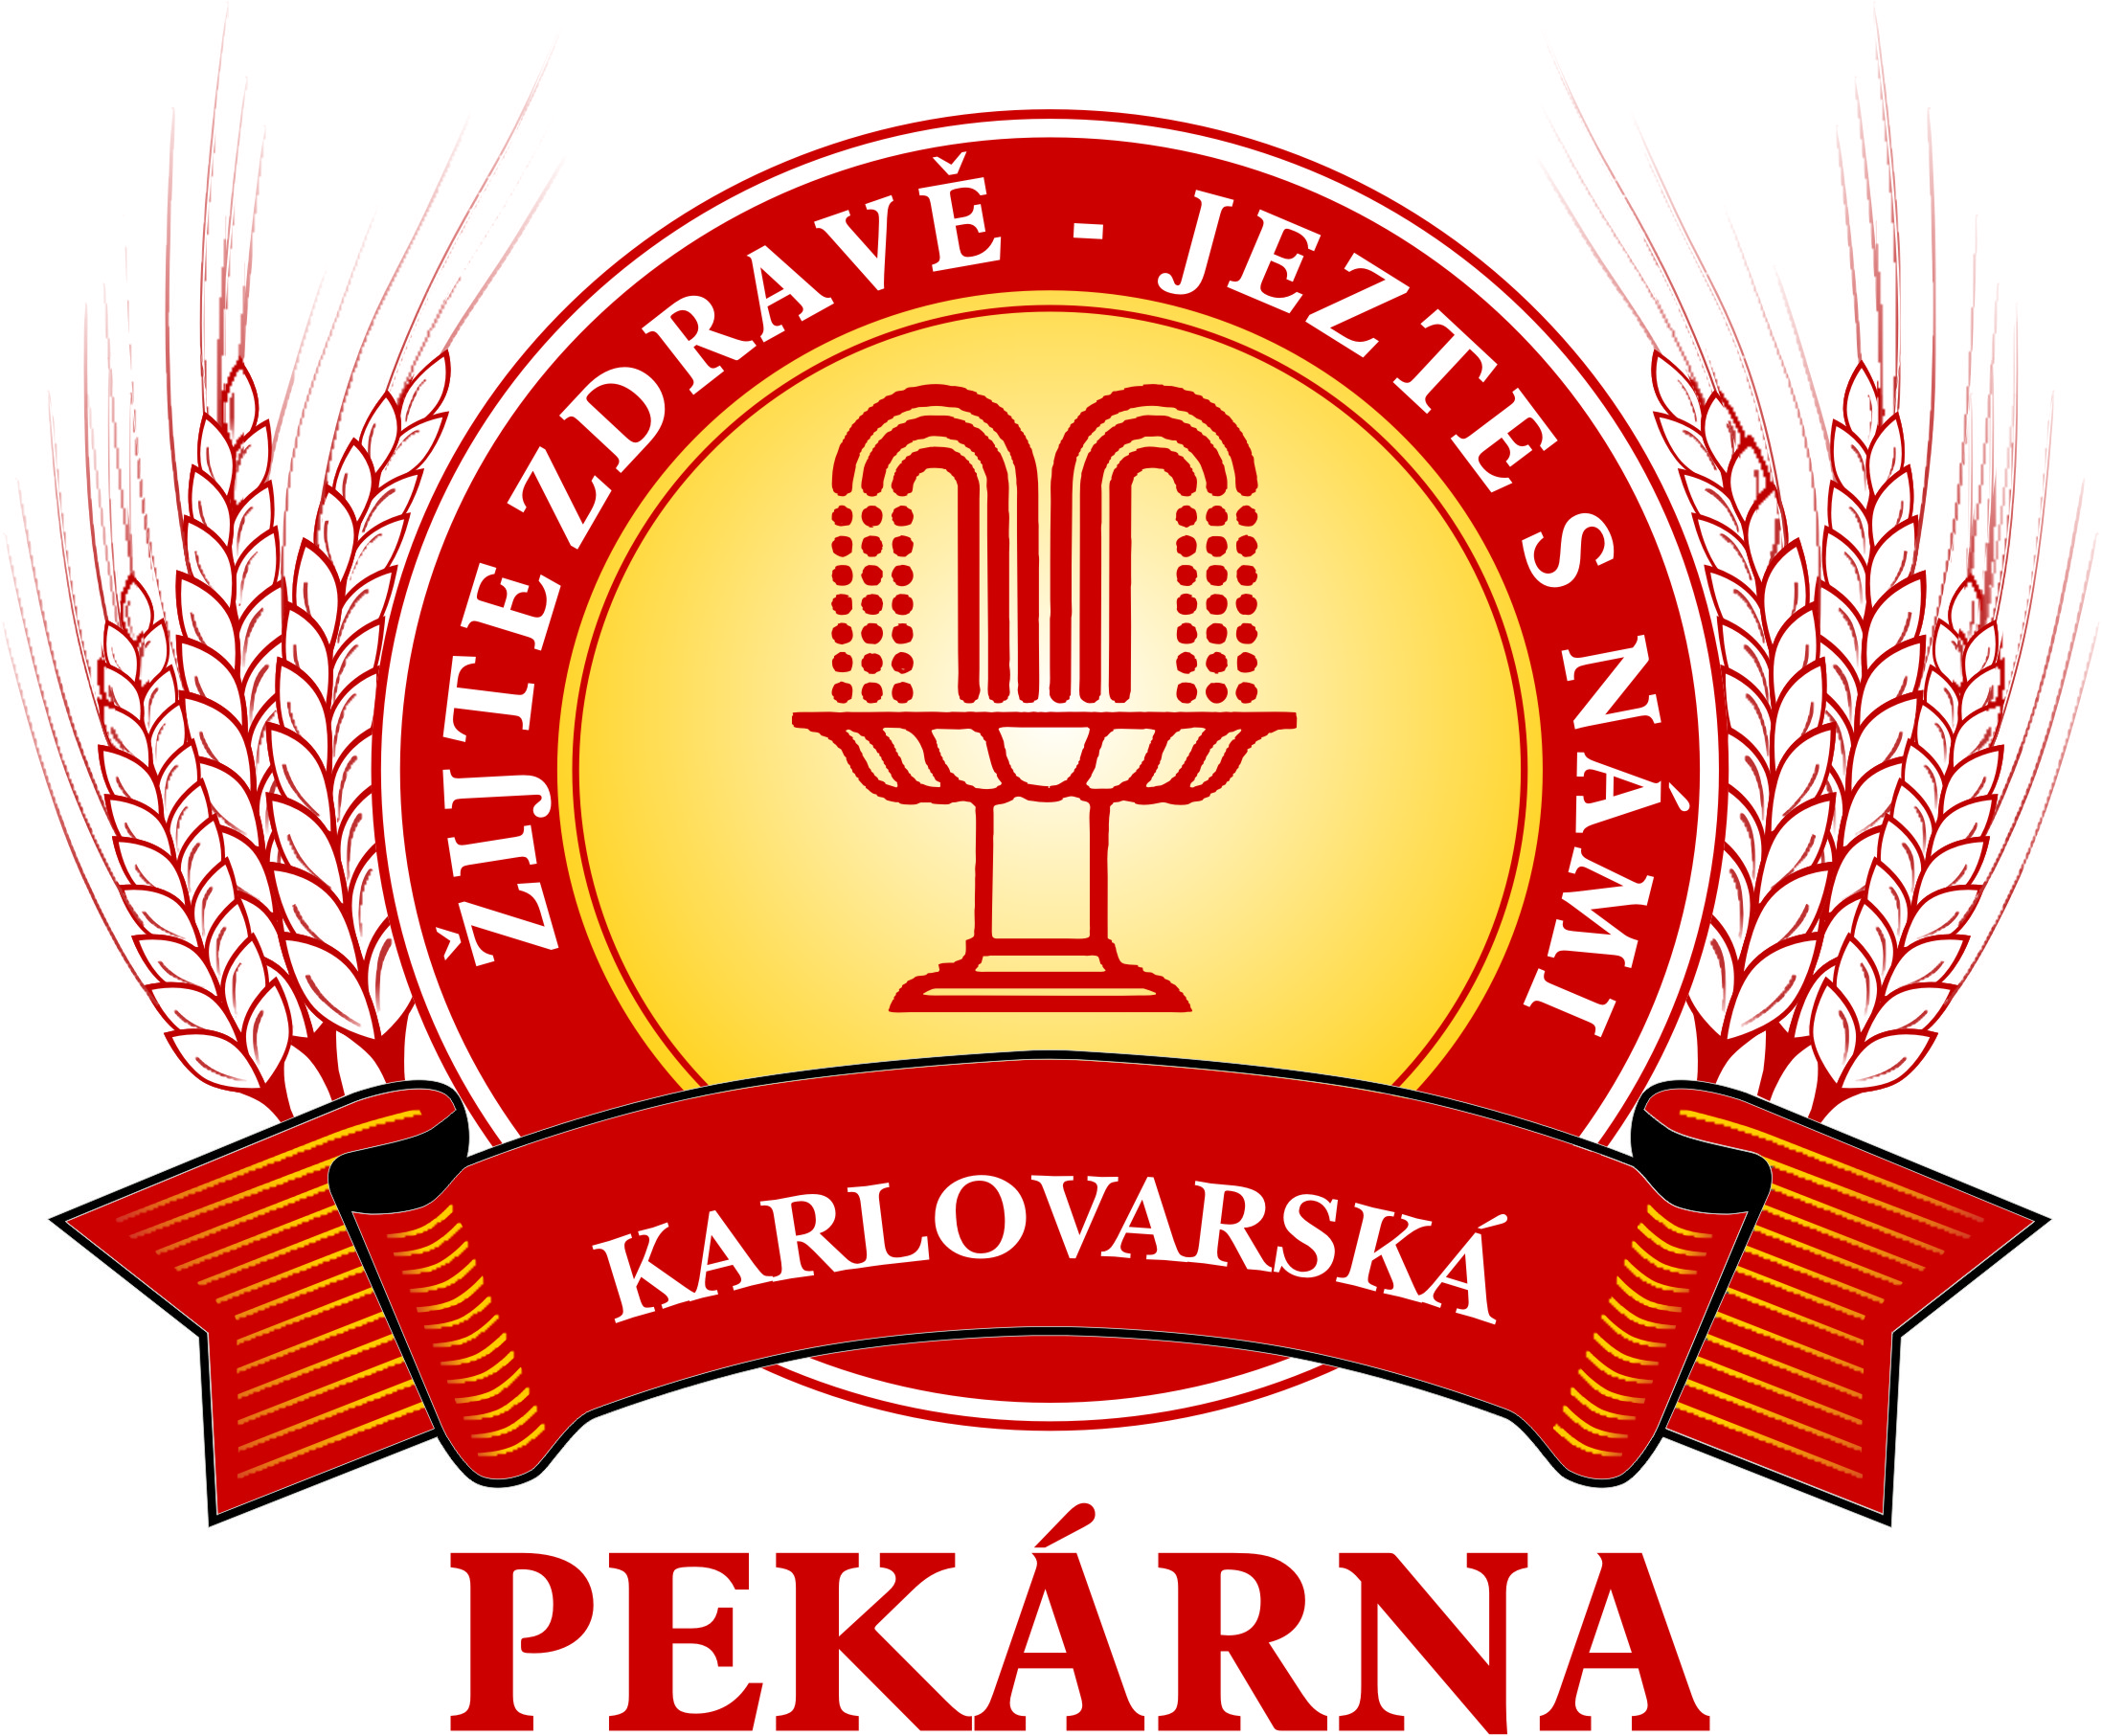 ŽIJTE ZDRAVĚ - JEZTE S NÁMI
KARLOVARSKÁ
PEKÁRNA